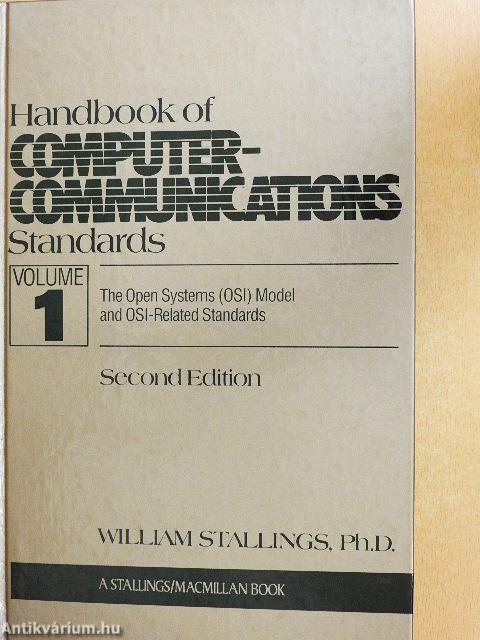 Handbook of
COMPUTER-
COMMUNICATIONS
Standards
VOLUME
1
The Open Systems (OSI) Model
and OSI-Related Standards
Second Edition
WILLIAM STALLINGS, Ph.D.
A STALLINGS/MACMILLAN BOOK
Antikvárium.hu